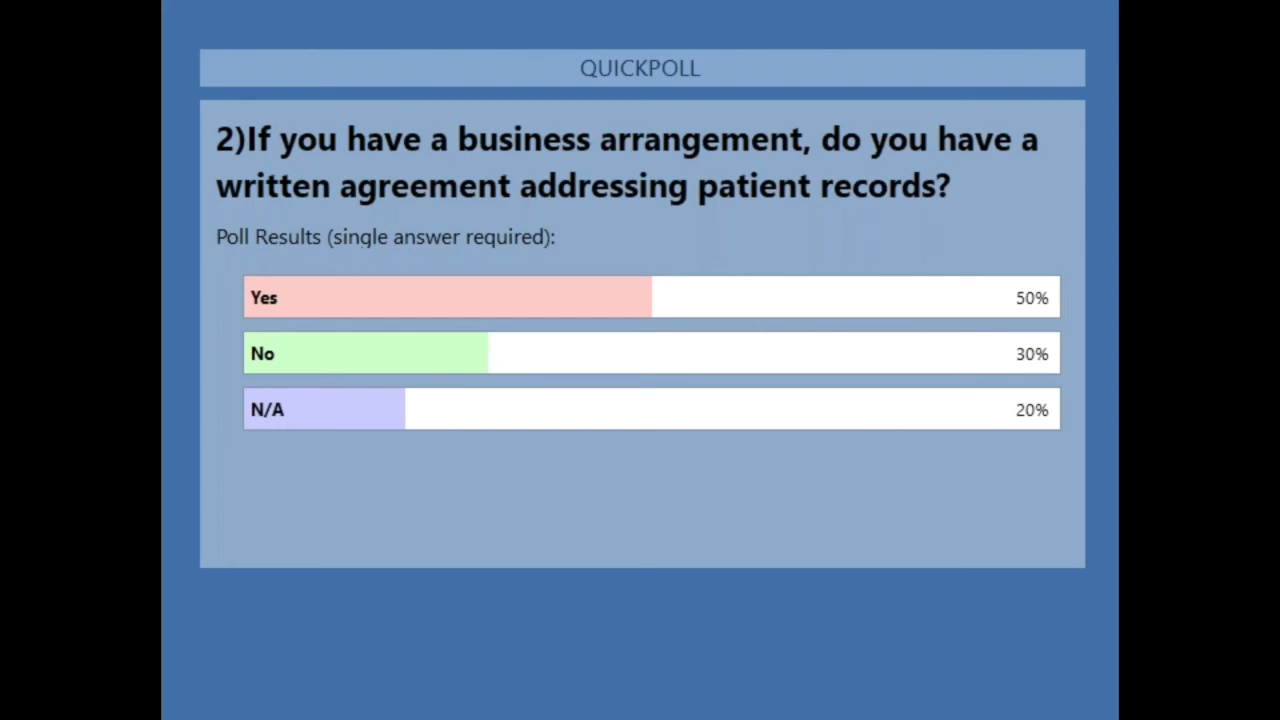 QUICKPOLL
2)If you have a business arrangement, do you have a
written agreement addressing patient records?
Poll Results (single answer required):
Yes 50%
No 30%
N/A 20%